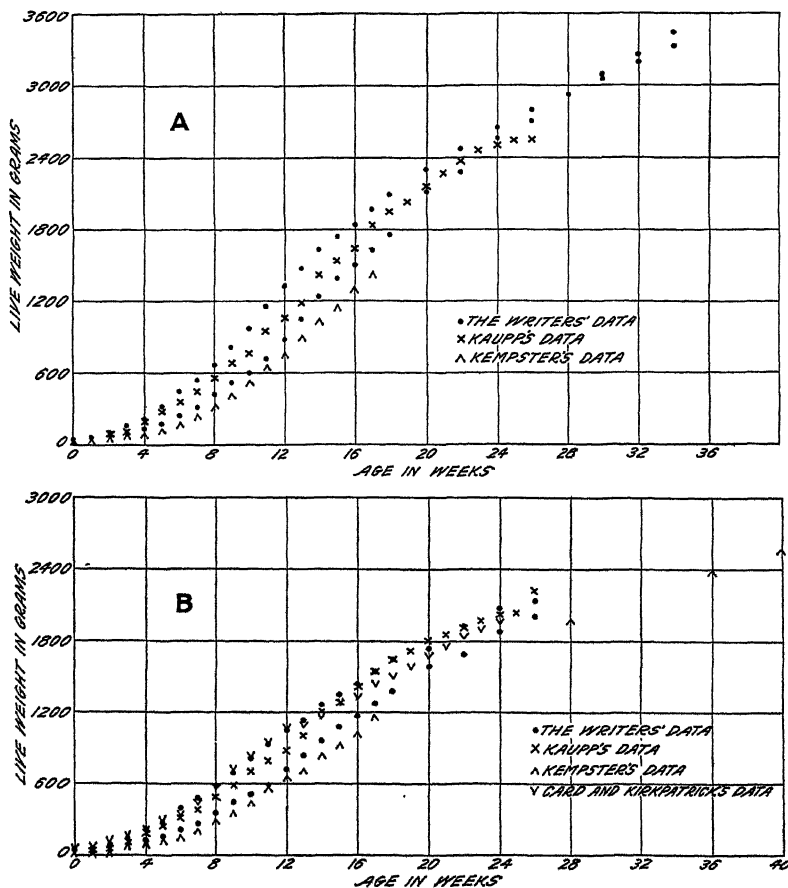 3600
3000
2400
1800
1200
600
0
LIVE WEIGHT IN GRAMS
A
• THE WRITERS' DATA
× KAUPP'S DATA
∧ KEMPSTER'S DATA
0 4 8 12 16 20 24 28 32 36
AGE IN WEEKS
3000
2400
1800
1200
600
0
LIVE WEIGHT IN GRAMS
B
• THE WRITERS' DATA
× KAUPP'S DATA
∧ KEMPSTER'S DATA
∨ CARD AND KIRKPATRICK'S DATA
0 4 8 12 16 20 24 28 32 36 40
AGE IN WEEKS